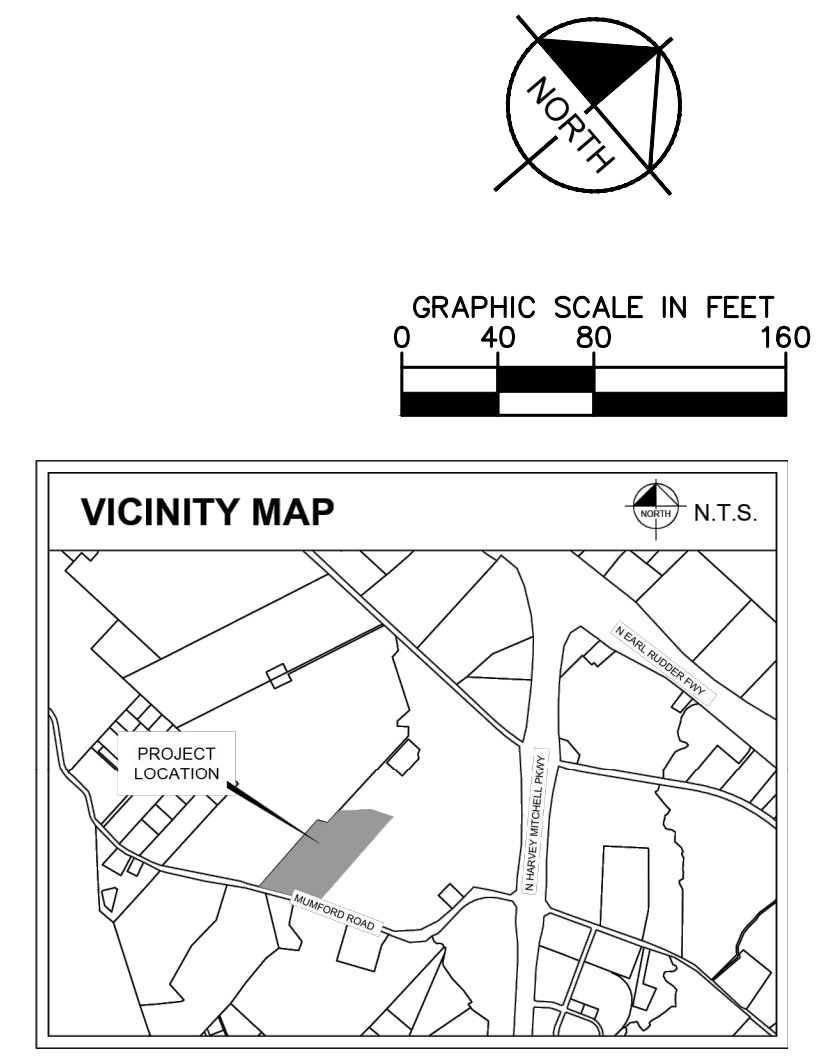 NORTH
GRAPHIC SCALE IN FEET
0 40 80 160
VICINITY MAP
NORTH
N.T.S.
N EARL RUDDER FWY
PROJECT
LOCATION
N HARVEY MITCHELL PKWY
MUMFORD ROAD